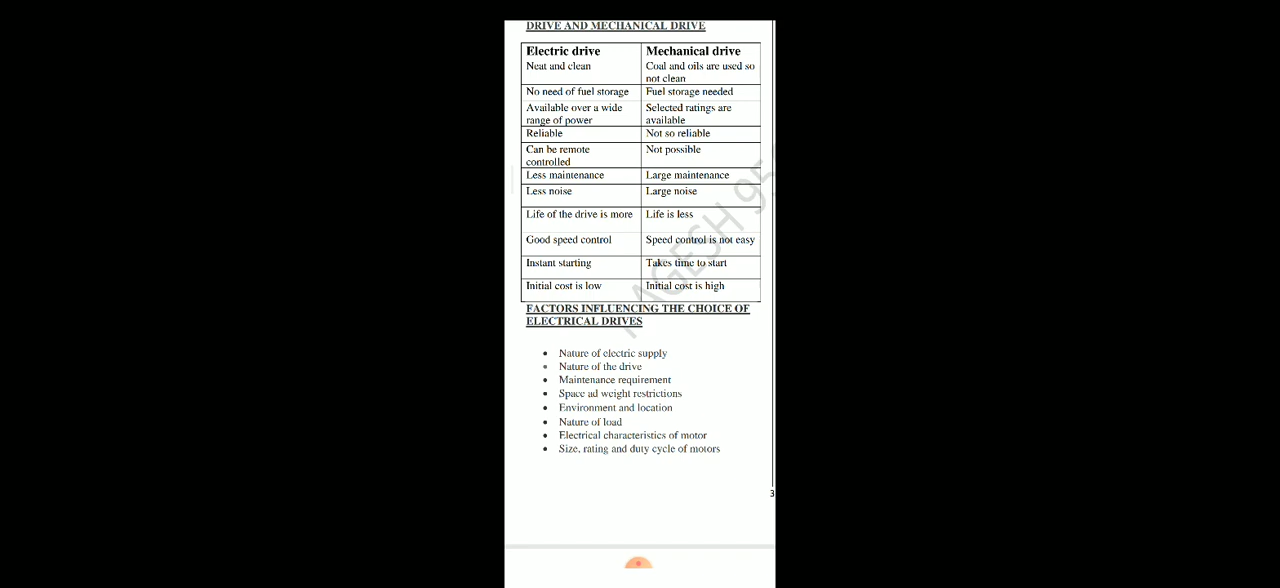 DRIVE AND MECHANICAL DRIVE
Electric drive
Neat and clean
Mechanical drive
Coal and oils are used so
not clean
No need of fuel storage
Fuel storage needed
Available over a wide
range of power
Selected ratings are
available
Reliable
Not so reliable
Can be remote
controlled
Not possible
Less maintenance
Large maintenance
Less noise
Large noise
Life of the drive is more
Life is less
Good speed control
Speed control is not easy
Instant starting
Takes time to start
Initial cost is low
Initial cost is high
FACTORS INFLUENCING THE CHOICE OF
ELECTRICAL DRIVES
• Nature of electric supply
• Nature of the drive
• Maintenance requirement
• Space ad weight restrictions
• Environment and location
• Nature of load
• Electrical characteristics of motor
• Size, rating and duty cycle of motors
3